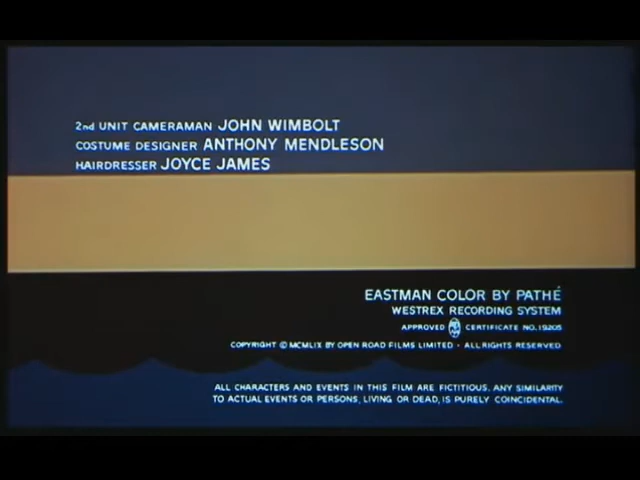 2nd UNIT CAMERAMAN JOHN WIMBOLT
COSTUME DESIGNER ANTHONY MENDLESON
HAIRDRESSER JOYCE JAMES
EASTMAN COLOR BY PATHÉ
WESTREX RECORDING SYSTEM
APPROVED CERTIFICATE NO. 19205
COPYRIGHT © MCMLIX BY OPEN ROAD FILMS LIMITED · ALL RIGHTS RESERVED
ALL CHARACTERS AND EVENTS IN THIS FILM ARE FICTITIOUS. ANY SIMILARITY
TO ACTUAL EVENTS OR PERSONS, LIVING OR DEAD, IS PURELY COINCIDENTAL.